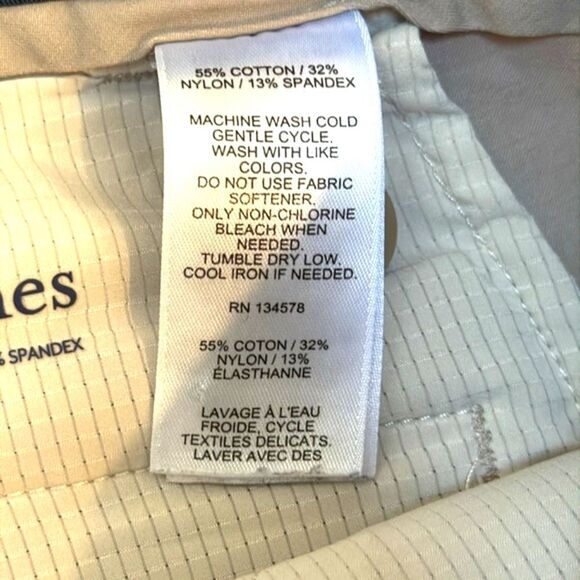 55% COTTON / 32%
NYLON / 13% SPANDEX
MACHINE WASH COLD
GENTLE CYCLE.
WASH WITH LIKE
COLORS.
DO NOT USE FABRIC
SOFTENER.
ONLY NON-CHLORINE
BLEACH WHEN
NEEDED.
TUMBLE DRY LOW.
COOL IRON IF NEEDED.
RN 134578
55% COTON / 32%
NYLON / 13%
ÉLASTHANNE
LAVAGE À L'EAU
FROIDE, CYCLE
TEXTILES DELICATS.
LAVER AVEC DES
% SPANDEX